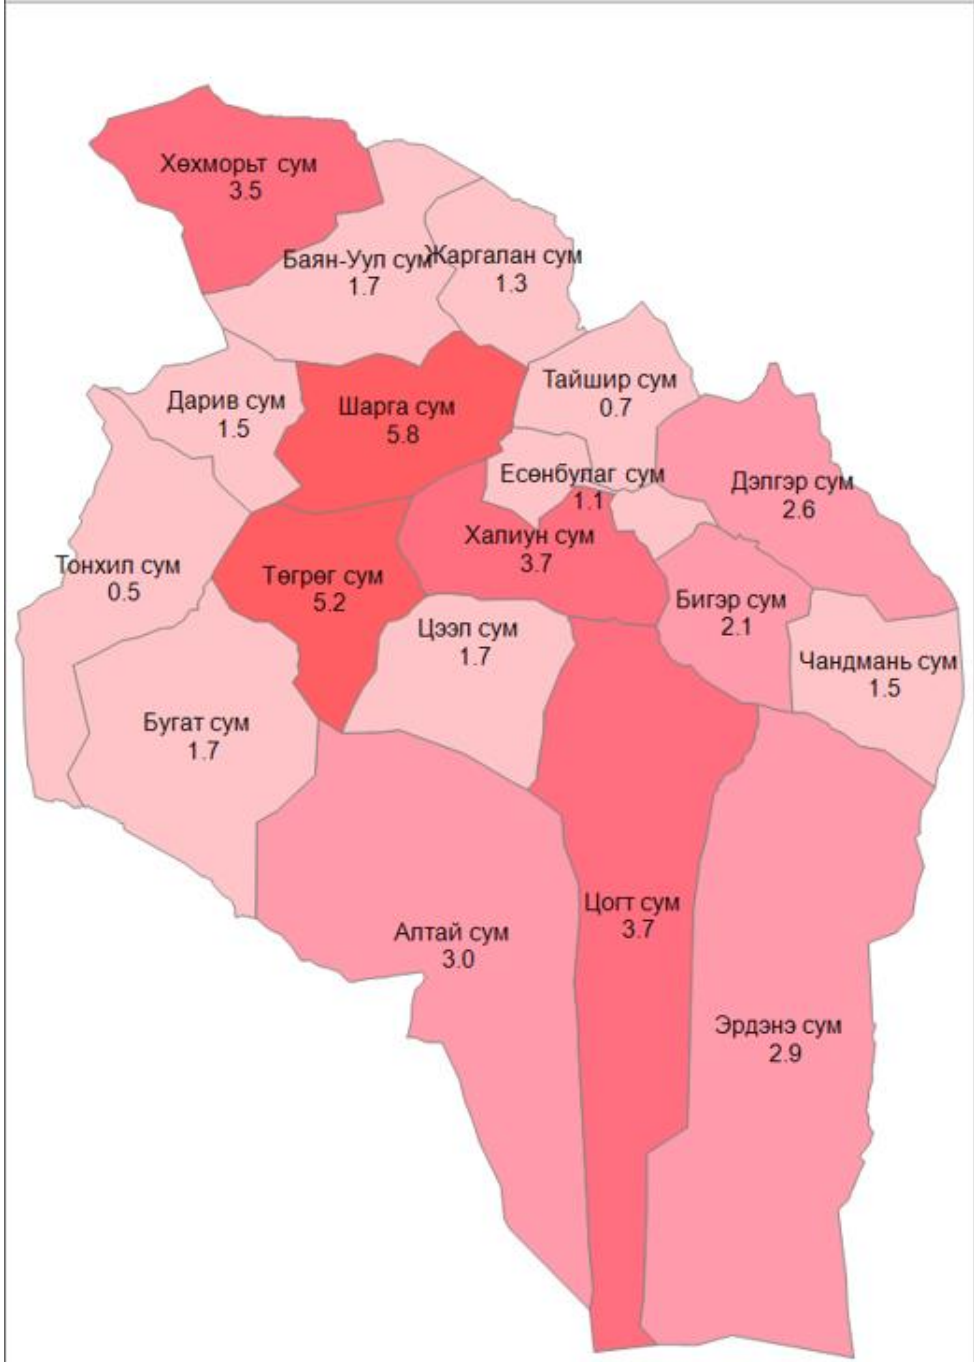 Хөхморьт сум
3.5
Баян-Уул сум
1.7
Жаргалан сум
1.3
Тайшир сум
0.7
Дарив сум
1.5
Шарга сум
5.8
Есөнбулаг сум
1.1
Дэлгэр сум
2.6
Халиун сум
3.7
Тонхил сум
0.5
Төгрөг сум
5.2
Бигэр сум
2.1
Цээл сум
1.7
Чандмань сум
1.5
Бугат сум
1.7
Цогт сум
3.7
Алтай сум
3.0
Эрдэнэ сум
2.9